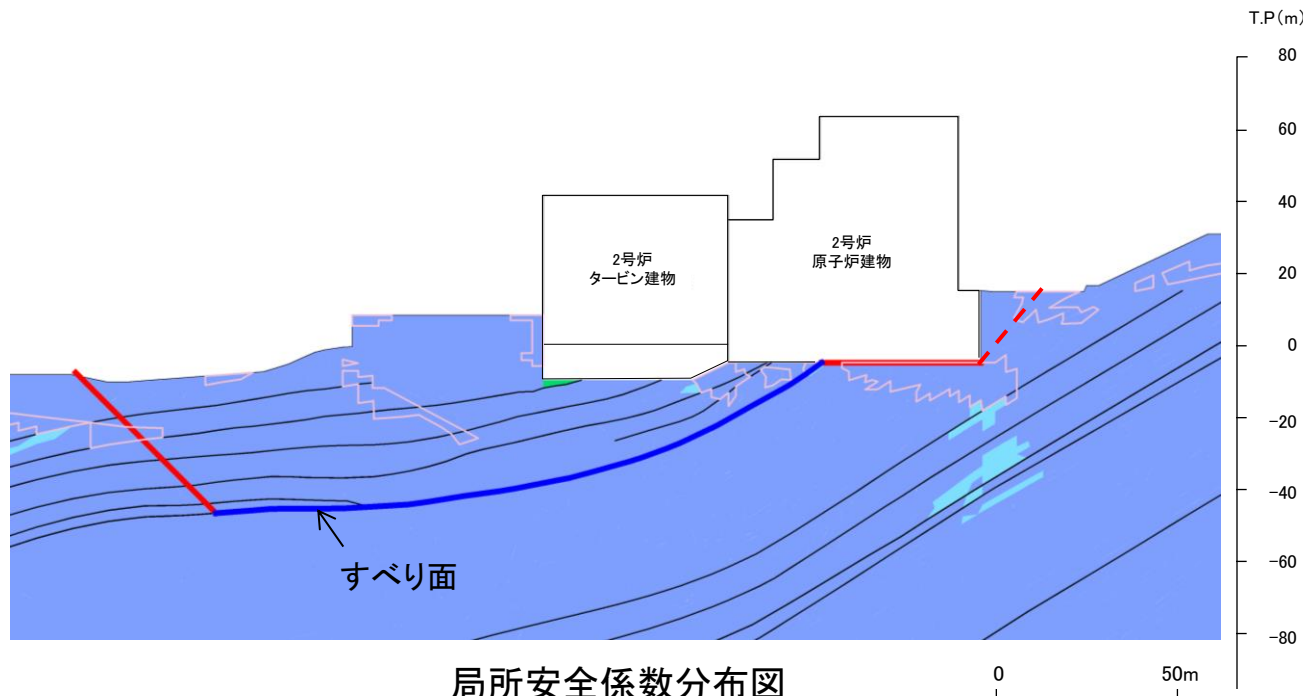 T.P(m)
80
60
40
20
0
-20
-40
-60
-80
2号炉
タービン建物
2号炉
原子炉建物
すべり面
局所安全係数分布図
0 50m